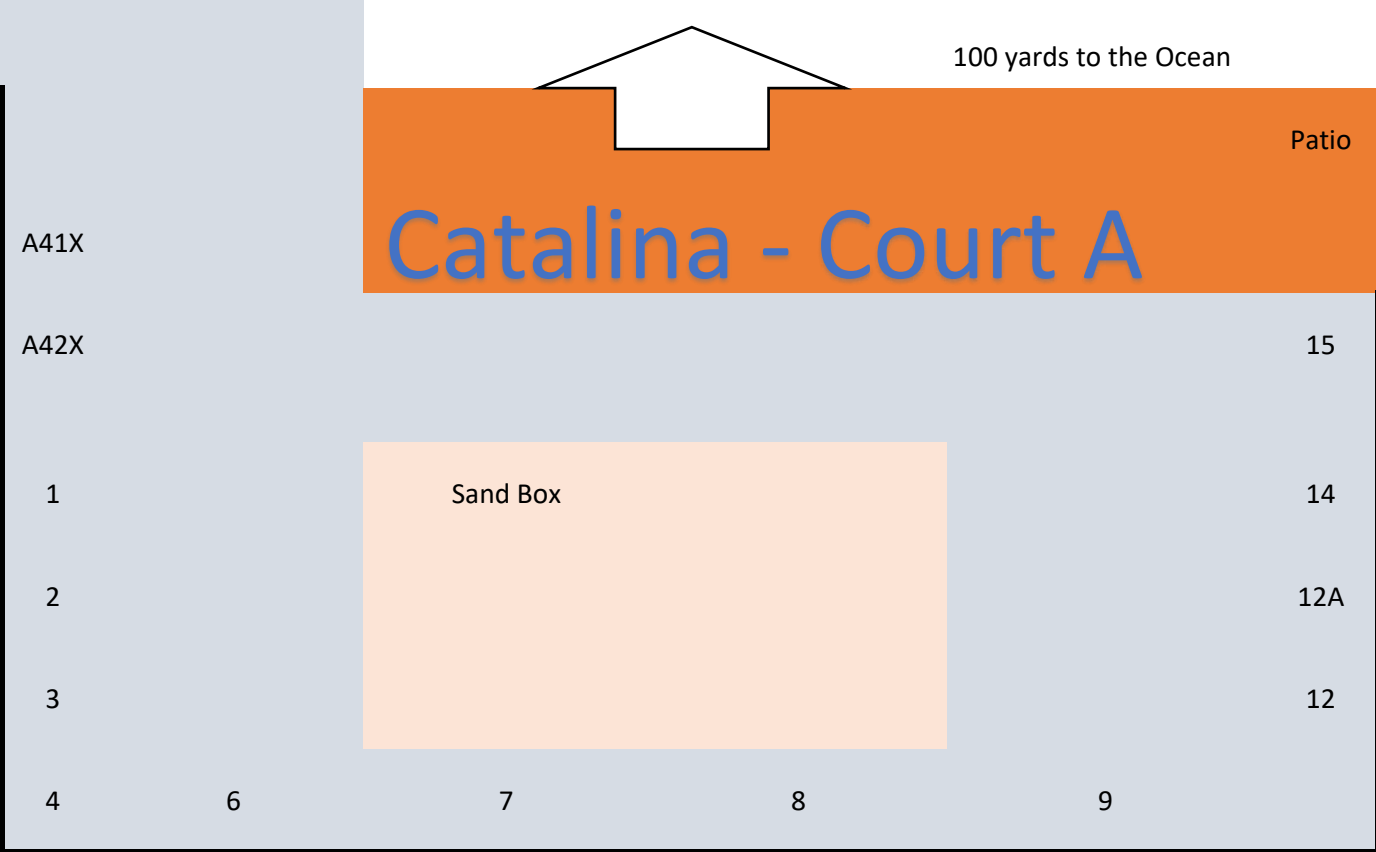 100 yards to the Ocean
Patio
Catalina - Court A
A41X
A42X
15
1
Sand Box
14
2
12A
3
12
4
6
7
8
9